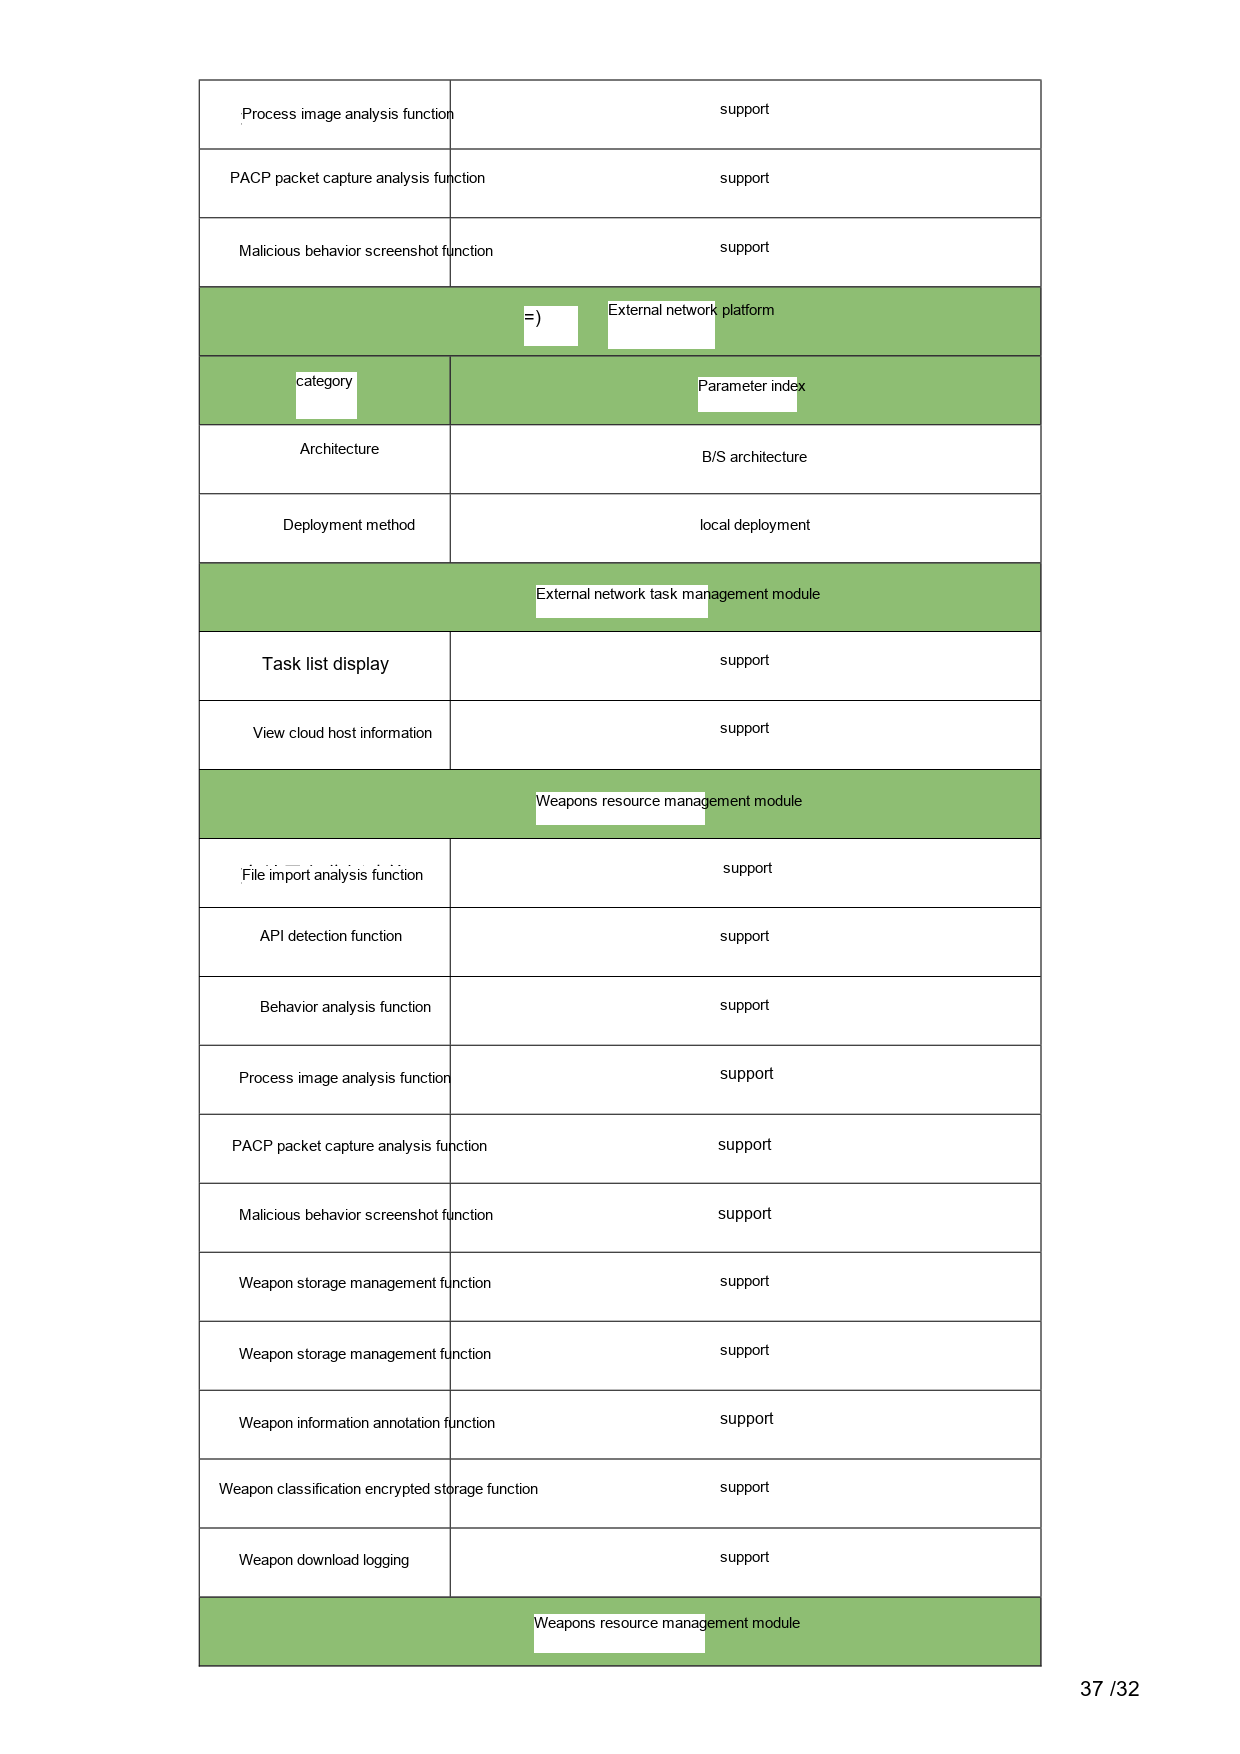 Process image analysis function support
PACP packet capture analysis function support
Malicious behavior screenshot function support
=) External network platform
category Parameter index
Architecture B/S architecture
Deployment method local deployment
External network task management module
Task list display support
View cloud host information support
Weapons resource management module
File import analysis function support
API detection function support
Behavior analysis function support
Process image analysis function support
PACP packet capture analysis function support
Malicious behavior screenshot function support
Weapon storage management function support
Weapon storage management function support
Weapon information annotation function support
Weapon classification encrypted storage function support
Weapon download logging support
Weapons resource management module
37 /32